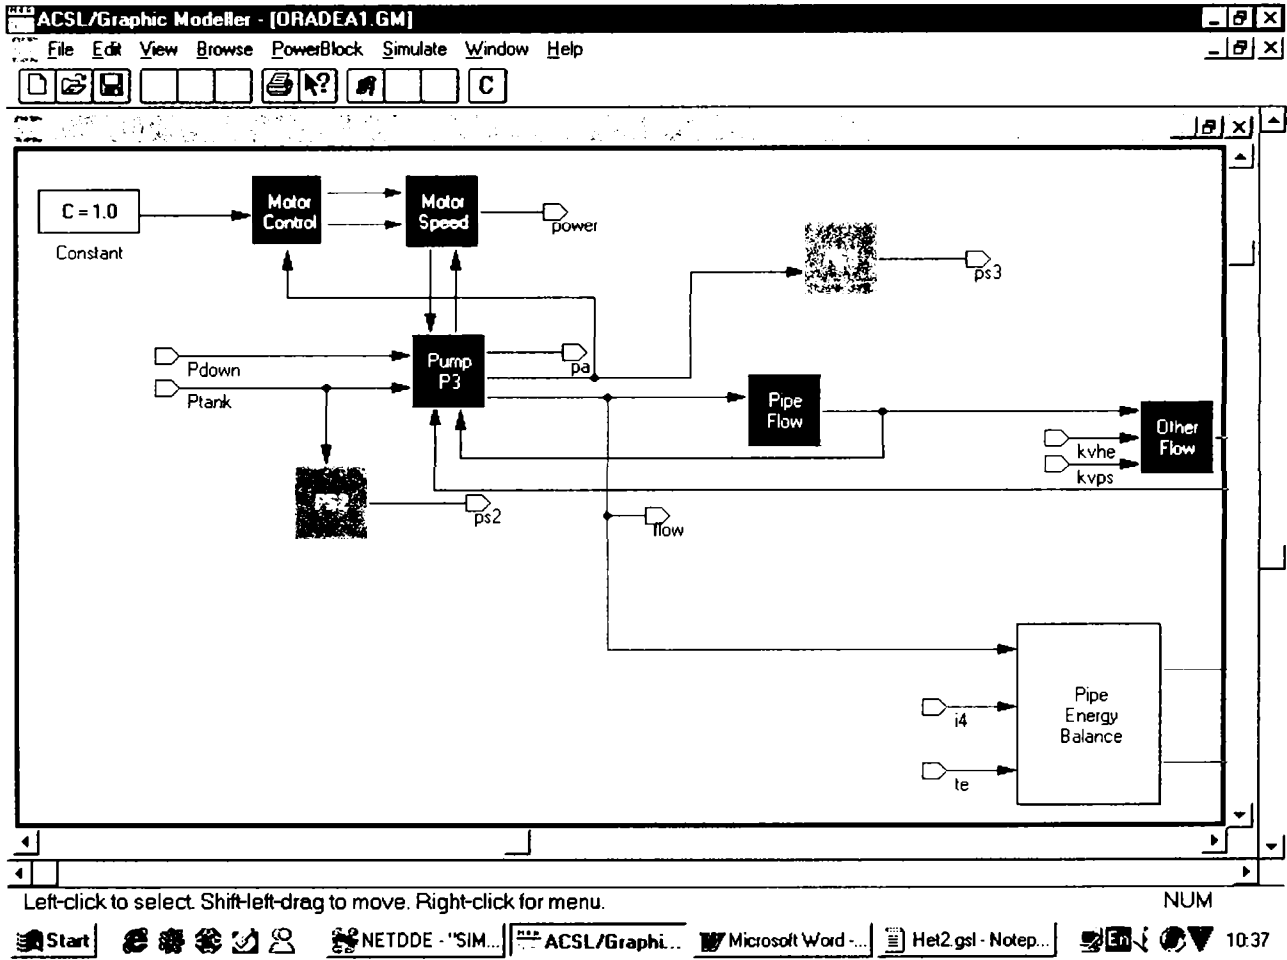 ACSL/Graphic Modeller - [ORADEA1.GM]
File Edit View Browse PowerBlock Simulate Window Help
C
C = 1.0
Constant
Motor
Control
Motor
Speed
power
ps3
Pdown
Ptank
Pump
P3
pa
Pipe
Flow
Other
Flow
kvhe
kvps
ps2
flow
Pipe
Energy
Balance
i4
te
Left-click to select. Shift-left-drag to move. Right-click for menu.
NUM
Start
NETDDE - "SIM...
ACSL/Graphi...
Microsoft Word -...
Het2.gsl - Notep...
En
10:37